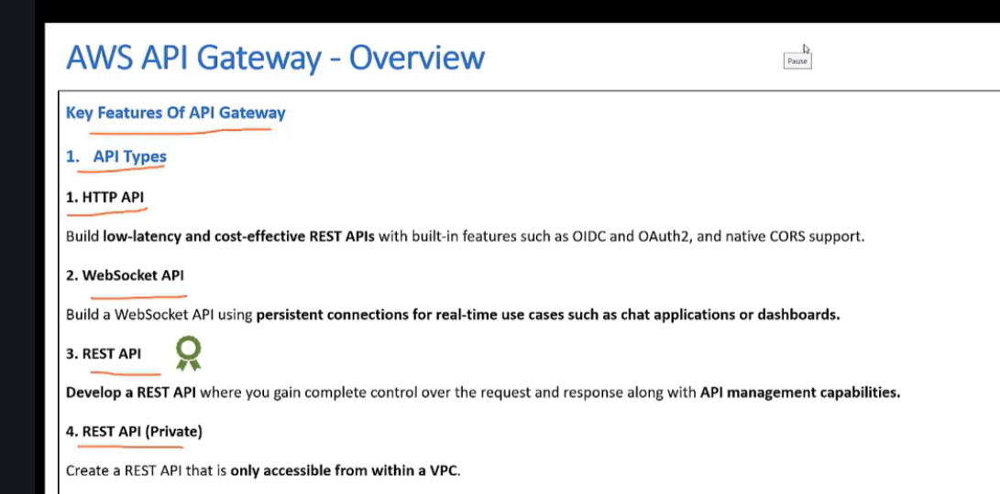 AWS API Gateway - Overview
Pause
Key Features Of API Gateway
1. API Types
1. HTTP API
Build low-latency and cost-effective REST APIs with built-in features such as OIDC and OAuth2, and native CORS support.
2. WebSocket API
Build a WebSocket API using persistent connections for real-time use cases such as chat applications or dashboards.
3. REST API
Develop a REST API where you gain complete control over the request and response along with API management capabilities.
4. REST API (Private)
Create a REST API that is only accessible from within a VPC.